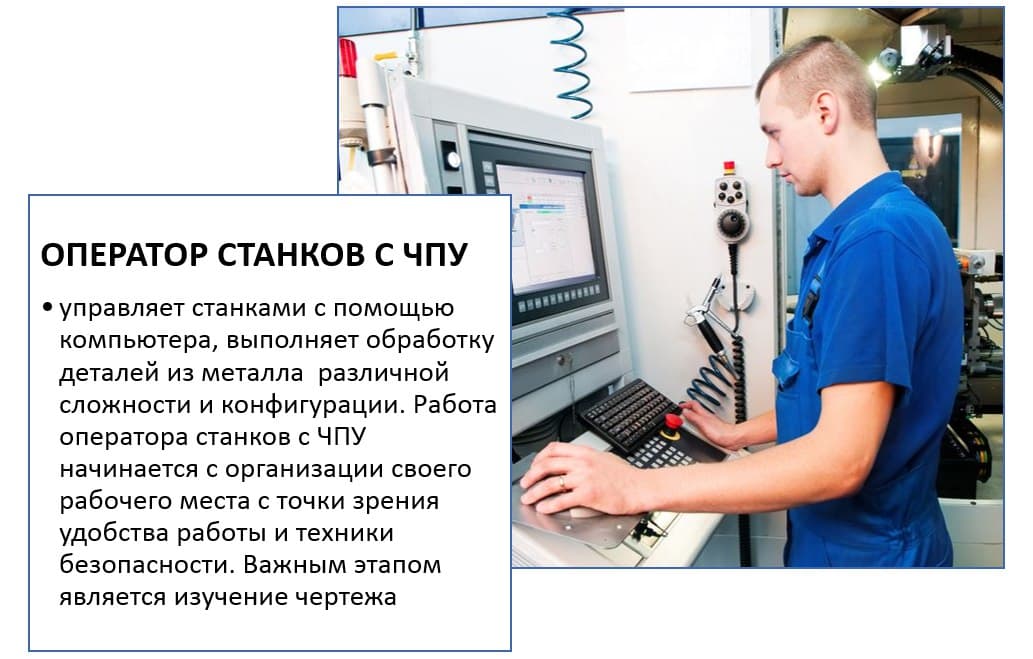 ОПЕРАТОР СТАНКОВ С ЧПУ
• управляет станками с помощью
компьютера, выполняет обработку
деталей из металла  различной
сложности и конфигурации. Работа
оператора станков с ЧПУ
начинается с организации своего
рабочего места с точки зрения
удобства работы и техники
безопасности. Важным этапом
является изучение чертежа